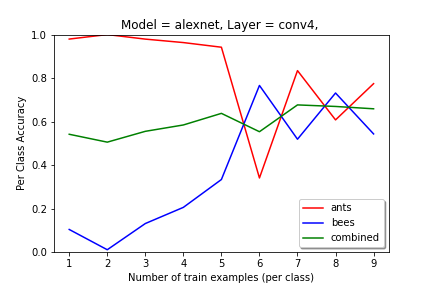 Model = alexnet, Layer = conv4,
Per Class Accuracy
1.0
0.8
0.6
0.4
0.2
0.0
ants
bees
combined
1 2 3 4 5 6 7 8 9
Number of train examples (per class)